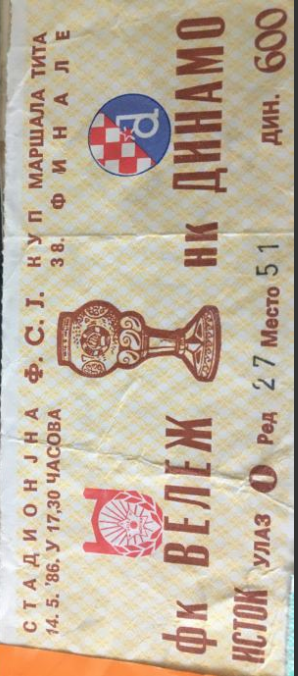 СТАДИОН ЈНА Ф.С.Ј. КУП МАРШАЛА ТИТА
14.5.'86. У 17,30 ЧАСОВА 38. ФИНАЛЕ
ФК ВЕЛЕЖ НК ДИНАМО
ИСТОК УЛАЗ О Ред 27 Место 51 ДИН. 600